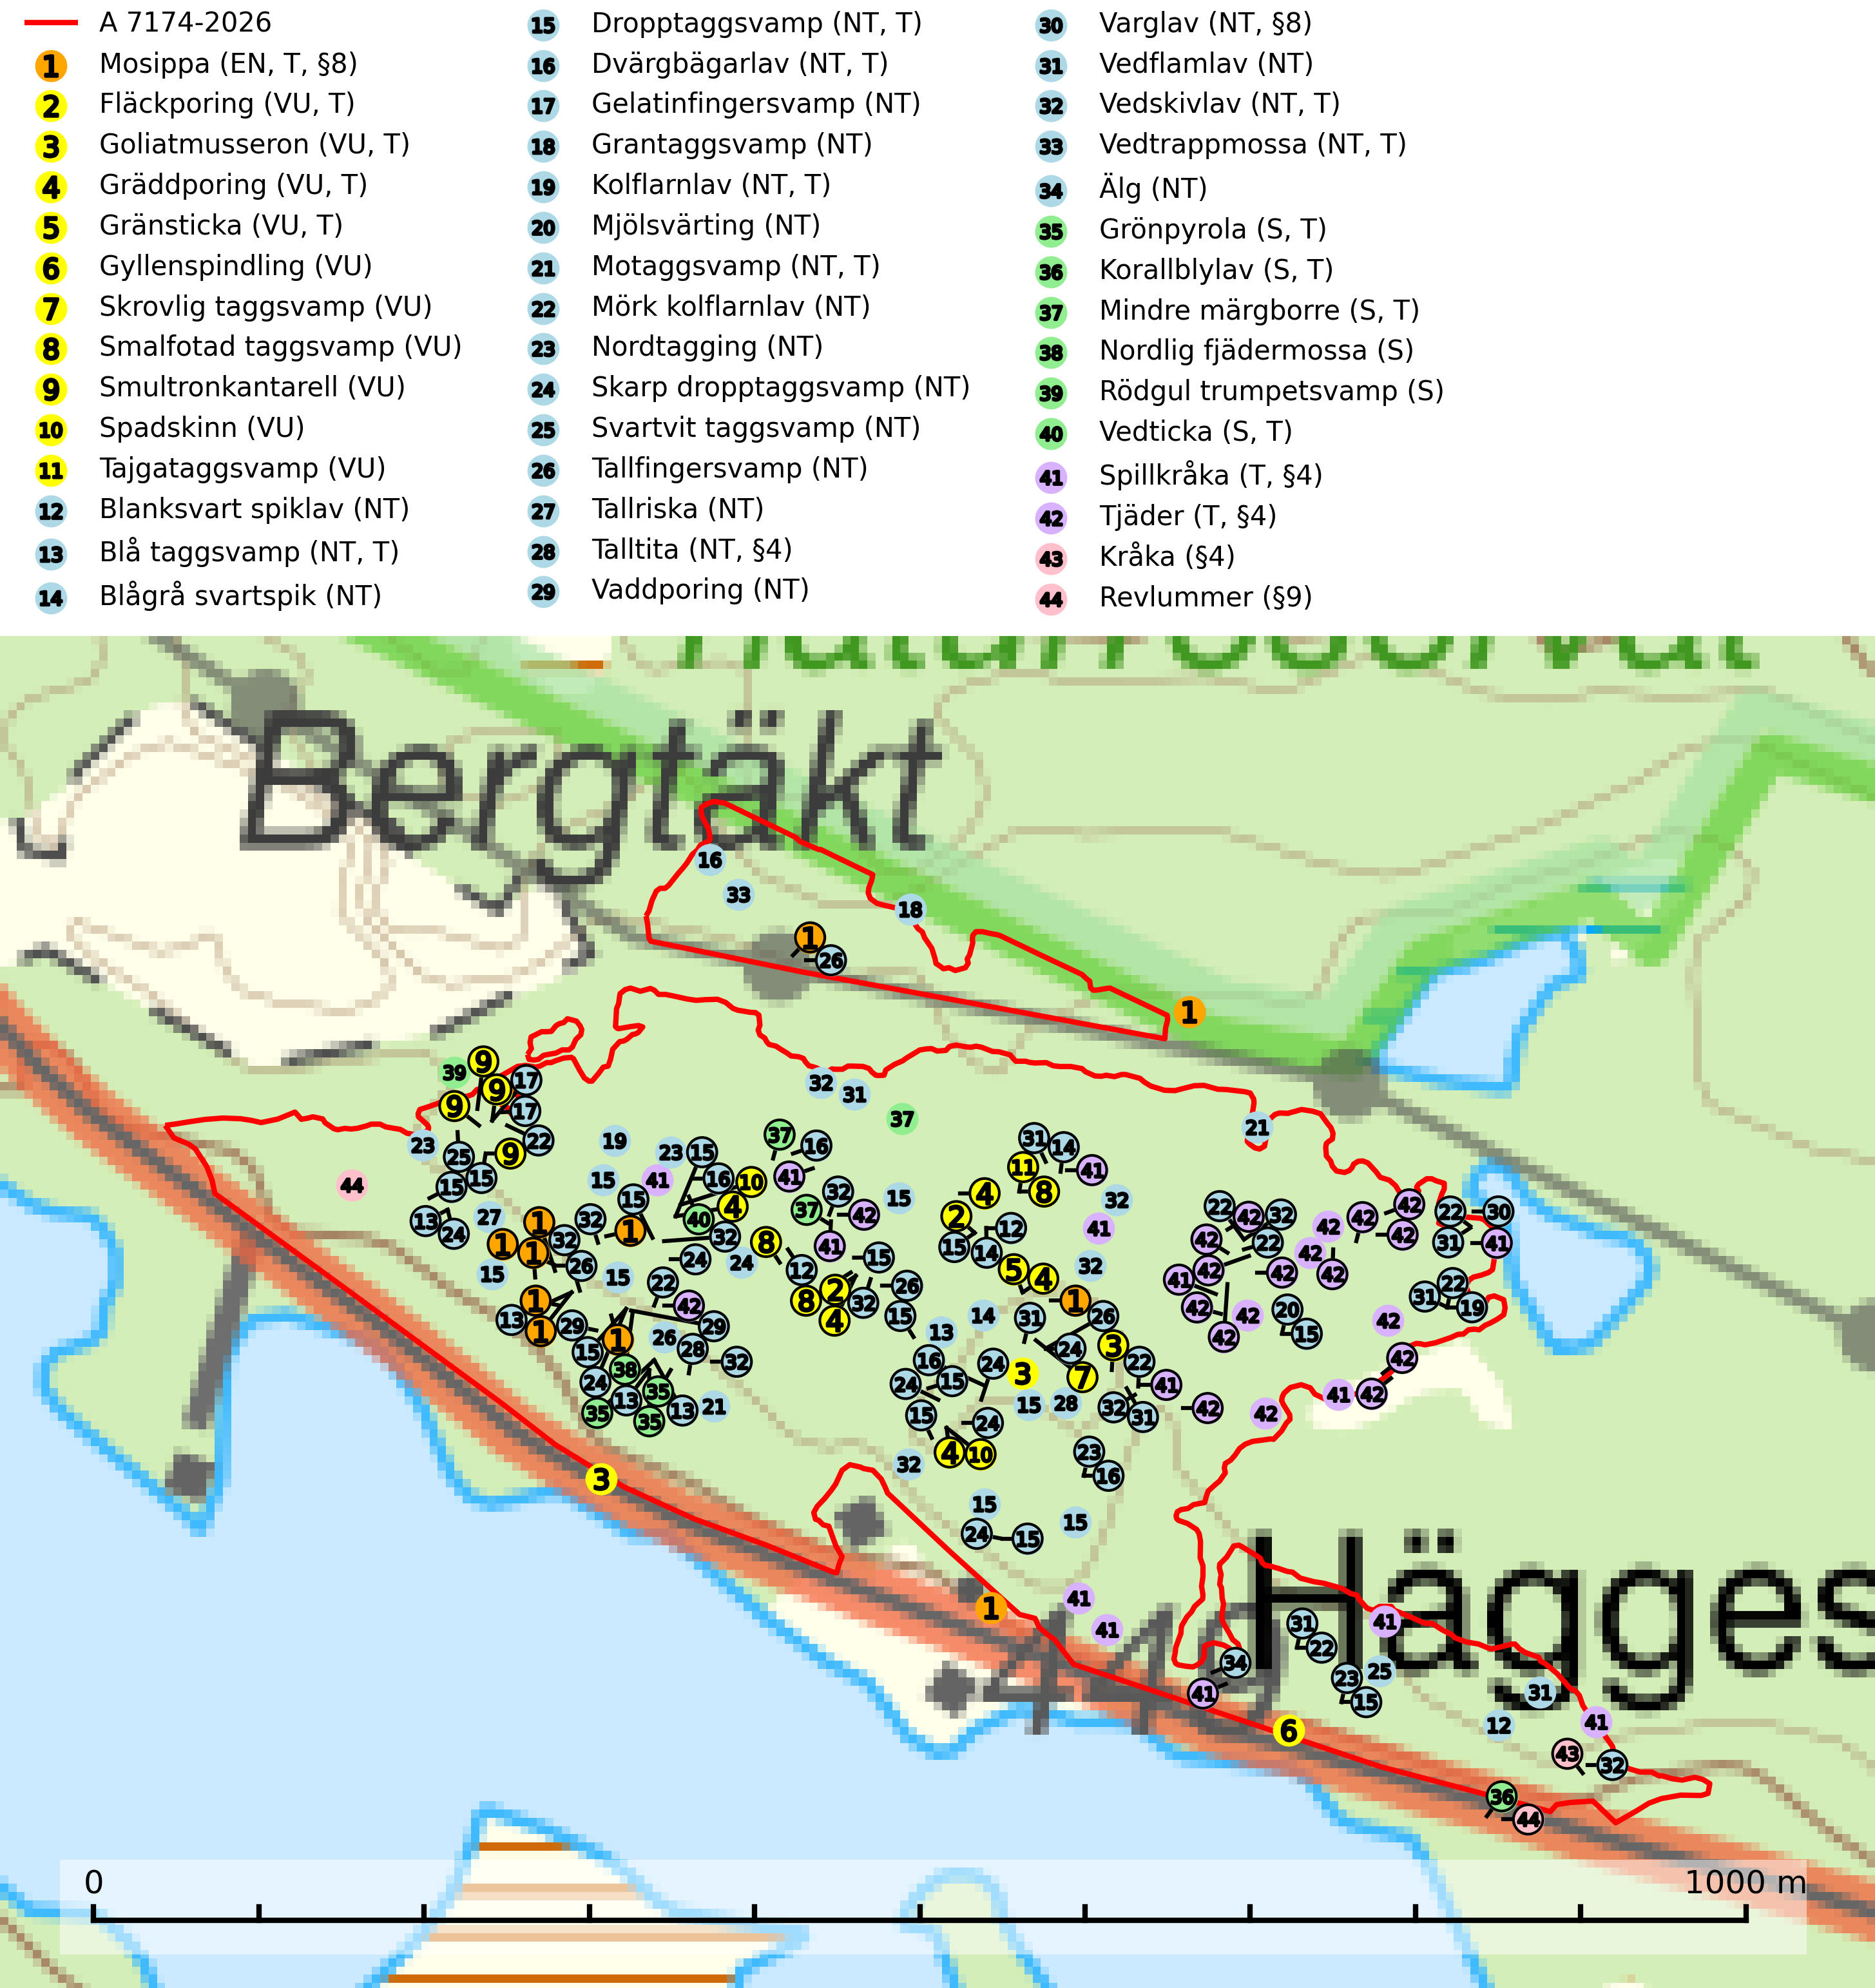 A 7174-2026
1 Mosippa (EN, T, §8)
2 Fläckporing (VU, T)
3 Goliatmusseron (VU, T)
4 Gräddporing (VU, T)
5 Gränsticka (VU, T)
6 Gyllenspindling (VU)
7 Skrovlig taggsvamp (VU)
8 Smalfotad taggsvamp (VU)
9 Smultronkantarell (VU)
10 Spadskinn (VU)
11 Tajgataggsvamp (VU)
12 Blanksvart spiklav (NT)
13 Blå taggsvamp (NT, T)
14 Blågrå svartspik (NT)
15 Dropptaggsvamp (NT, T)
16 Dvärgbägarlav (NT, T)
17 Gelatinfingersvamp (NT)
18 Grantaggsvamp (NT)
19 Kolflarnlav (NT, T)
20 Mjölsvärting (NT)
21 Motaggsvamp (NT, T)
22 Mörk kolflarnlav (NT)
23 Nordtagging (NT)
24 Skarp dropptaggsvamp (NT)
25 Svartvit taggsvamp (NT)
26 Tallfingersvamp (NT)
27 Tallriska (NT)
28 Talltita (NT, §4)
29 Vaddporing (NT)
30 Varglav (NT, §8)
31 Vedflamlav (NT)
32 Vedskivlav (NT, T)
33 Vedtrappmossa (NT, T)
34 Älg (NT)
35 Grönpyrola (S, T)
36 Korallblylav (S, T)
37 Mindre märgborre (S, T)
38 Nordlig fjädermossa (S)
39 Rödgul trumpetsvamp (S)
40 Vedticka (S, T)
41 Spillkråka (T, §4)
42 Tjäder (T, §4)
43 Kråka (§4)
44 Revlummer (§9)
naturreservat
Bergtäkt
Hägges
0
1000 m